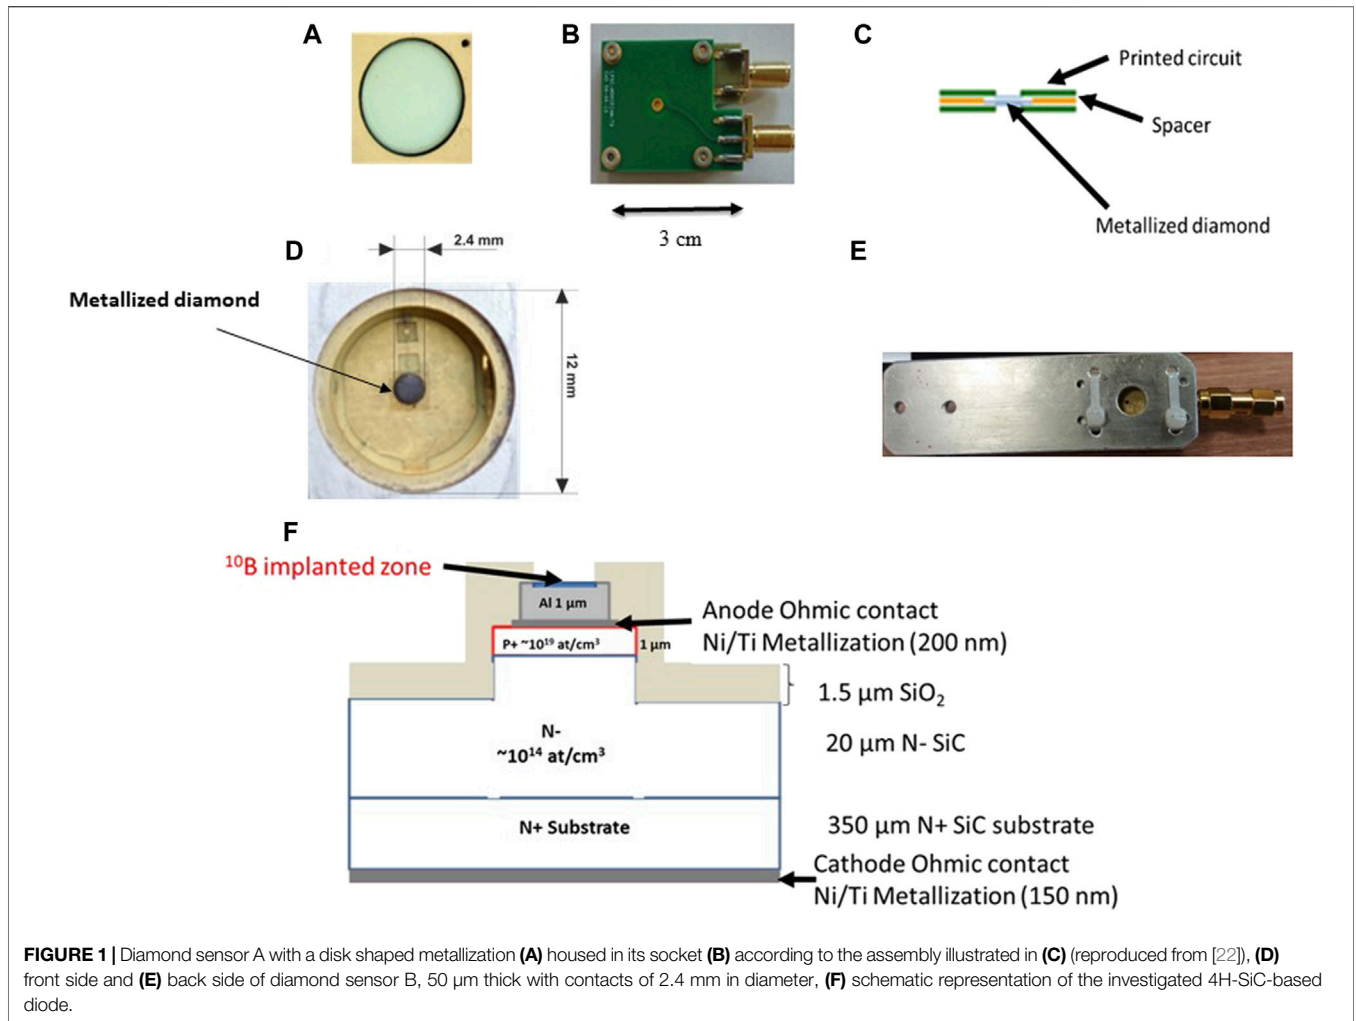 A
B
C
Printed circuit
Spacer
Metallized diamond
3 cm
D
2.4 mm
E
Metallized diamond
12 mm
F
¹⁰B implanted zone
Al 1 µm
Anode Ohmic contact
Ni/Ti Metallization (200 nm)
P+ ~10¹⁹ at/cm³
1 µm
1.5 µm SiO₂
N-
~10¹⁴ at/cm³
20 µm N- SiC
N+ Substrate
350 µm N+ SiC substrate
Cathode Ohmic contact
Ni/Ti Metallization (150 nm)
FIGURE 1 | Diamond sensor A with a disk shaped metallization (A) housed in its socket (B) according to the assembly illustrated in (C) (reproduced from [22]), (D)
front side and (E) back side of diamond sensor B, 50 µm thick with contacts of 2.4 mm in diameter, (F) schematic representation of the investigated 4H-SiC-based
diode.